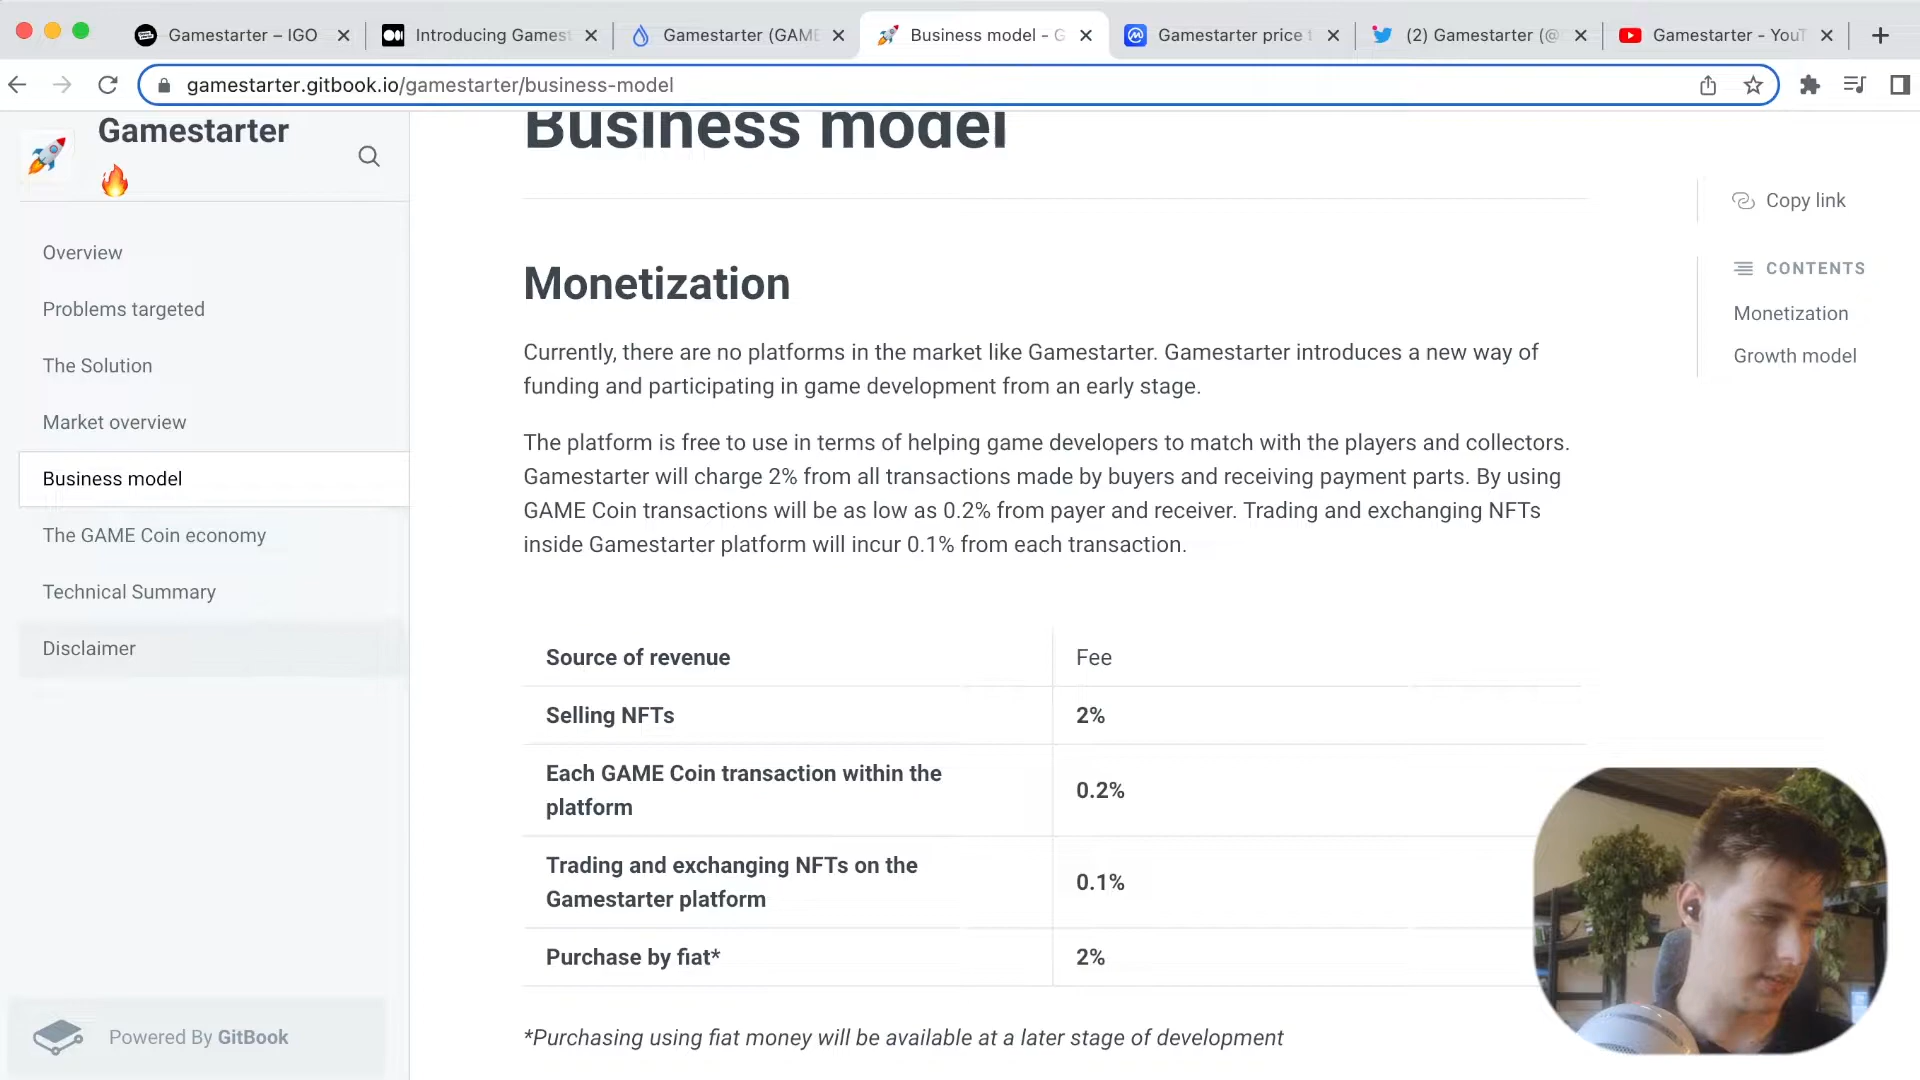 Gamestarter – IGO
Introducing Gamest
Gamestarter (GAME
Business model - G
Gamestarter price t
(2) Gamestarter (@
Gamestarter - YouT
gamestarter.gitbook.io/gamestarter/business-model
Gamestarter
Overview
Problems targeted
The Solution
Market overview
Business model
The GAME Coin economy
Technical Summary
Disclaimer
Powered By GitBook
Business model
Monetization
Currently, there are no platforms in the market like Gamestarter. Gamestarter introduces a new way of
funding and participating in game development from an early stage.
The platform is free to use in terms of helping game developers to match with the players and collectors.
Gamestarter will charge 2% from all transactions made by buyers and receiving payment parts. By using
GAME Coin transactions will be as low as 0.2% from payer and receiver. Trading and exchanging NFTs
inside Gamestarter platform will incur 0.1% from each transaction.
Source of revenue Fee
Selling NFTs 2%
Each GAME Coin transaction within the
platform 0.2%
Trading and exchanging NFTs on the
Gamestarter platform 0.1%
Purchase by fiat* 2%
*Purchasing using fiat money will be available at a later stage of development
Copy link
CONTENTS
Monetization
Growth model